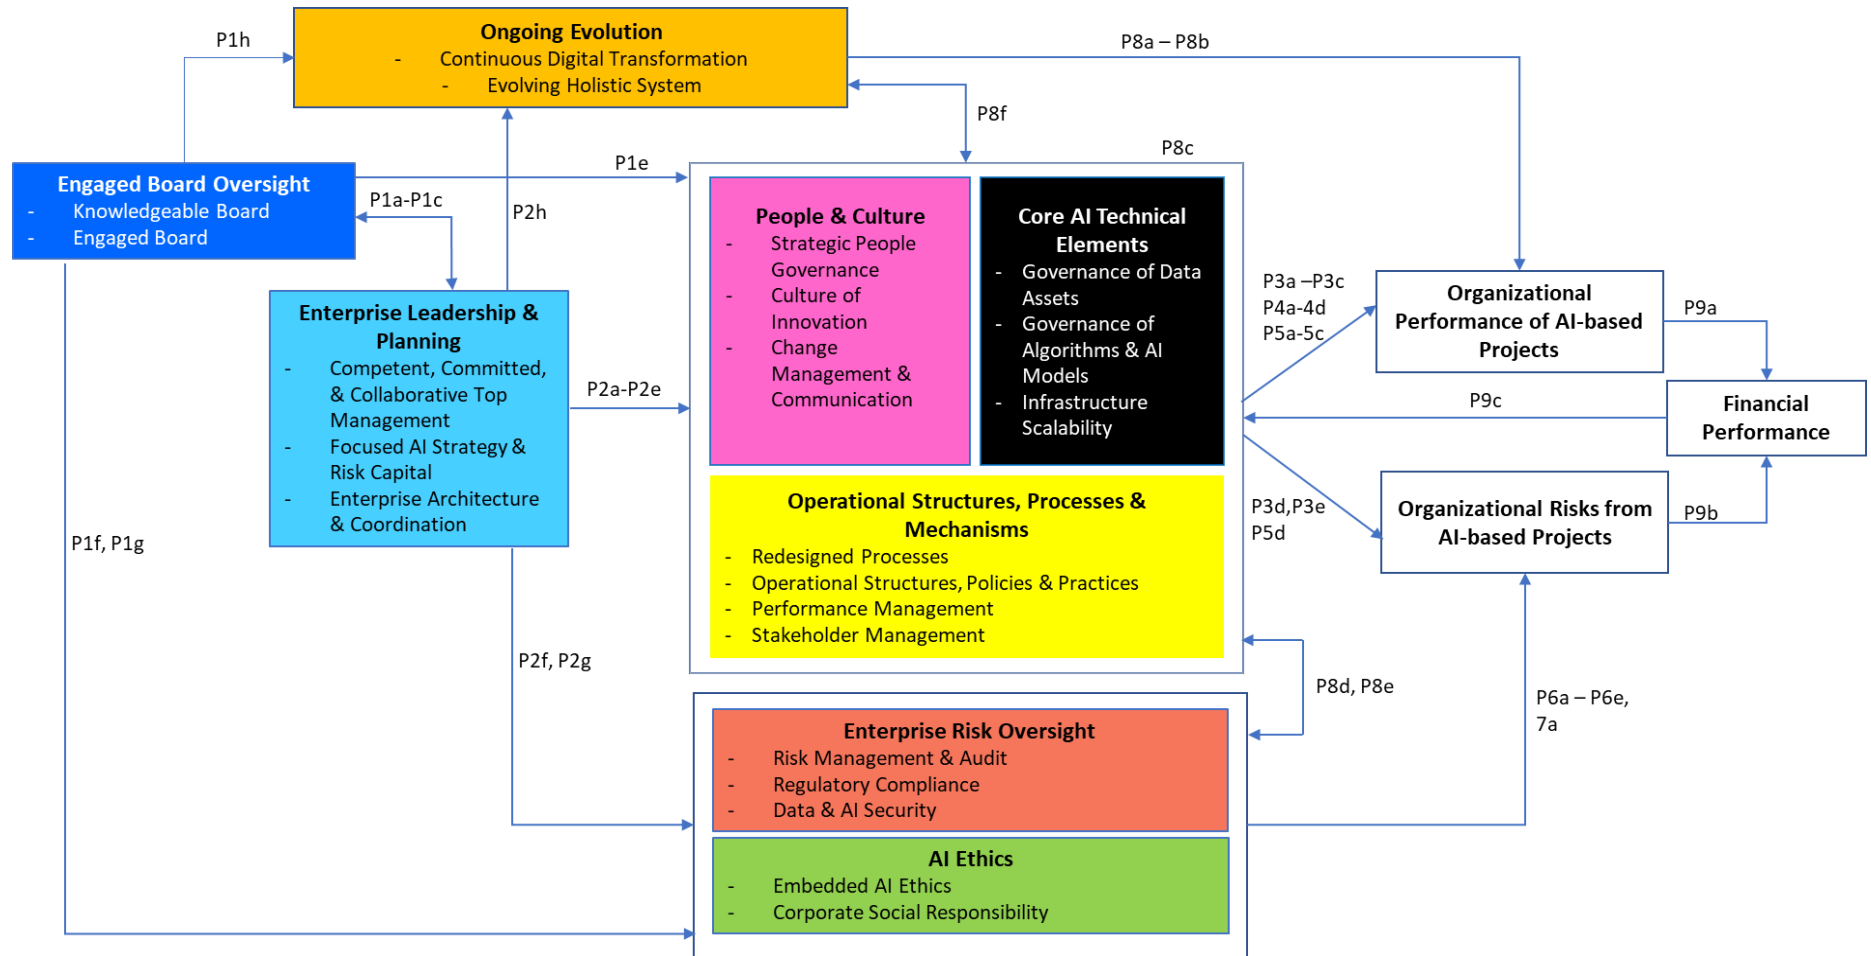 Ongoing Evolution
- Continuous Digital Transformation
- Evolving Holistic System
P1h
P8a – P8b
P8f
P8c
Engaged Board Oversight
- Knowledgeable Board
- Engaged Board
P1e
P1a-P1c
P2h
Enterprise Leadership &
Planning
- Competent, Committed,
& Collaborative Top
Management
- Focused AI Strategy &
Risk Capital
- Enterprise Architecture
& Coordination
P2a-P2e
People & Culture
- Strategic People
Governance
- Culture of
Innovation
- Change
Management &
Communication
Core AI Technical
Elements
- Governance of Data
Assets
- Governance of
Algorithms & AI
Models
- Infrastructure
Scalability
Operational Structures, Processes &
Mechanisms
- Redesigned Processes
- Operational Structures, Policies & Practices
- Performance Management
- Stakeholder Management
P3a –P3c
P4a-4d
P5a-5c
Organizational
Performance of AI-based
Projects
P9a
P9c
Financial
Performance
P3d,P3e
P5d
Organizational Risks from
AI-based Projects
P9b
P1f, P1g
P2f, P2g
P8d, P8e
P6a – P6e,
7a
Enterprise Risk Oversight
- Risk Management & Audit
- Regulatory Compliance
- Data & AI Security
AI Ethics
- Embedded AI Ethics
- Corporate Social Responsibility